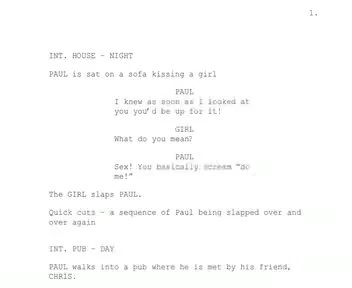 1.
INT. HOUSE - NIGHT
PAUL is sat on a sofa kissing a girl
PAUL
I knew as soon as I looked at
you you'd be up for it!
GIRL
What do you mean?
PAUL
Sex! You basically scream "do
me!"
The GIRL slaps PAUL.
Quick cuts - a sequence of Paul being slapped over and
over again
INT. PUB - DAY
PAUL walks into a pub where he is met by his friend,
CHRIS.